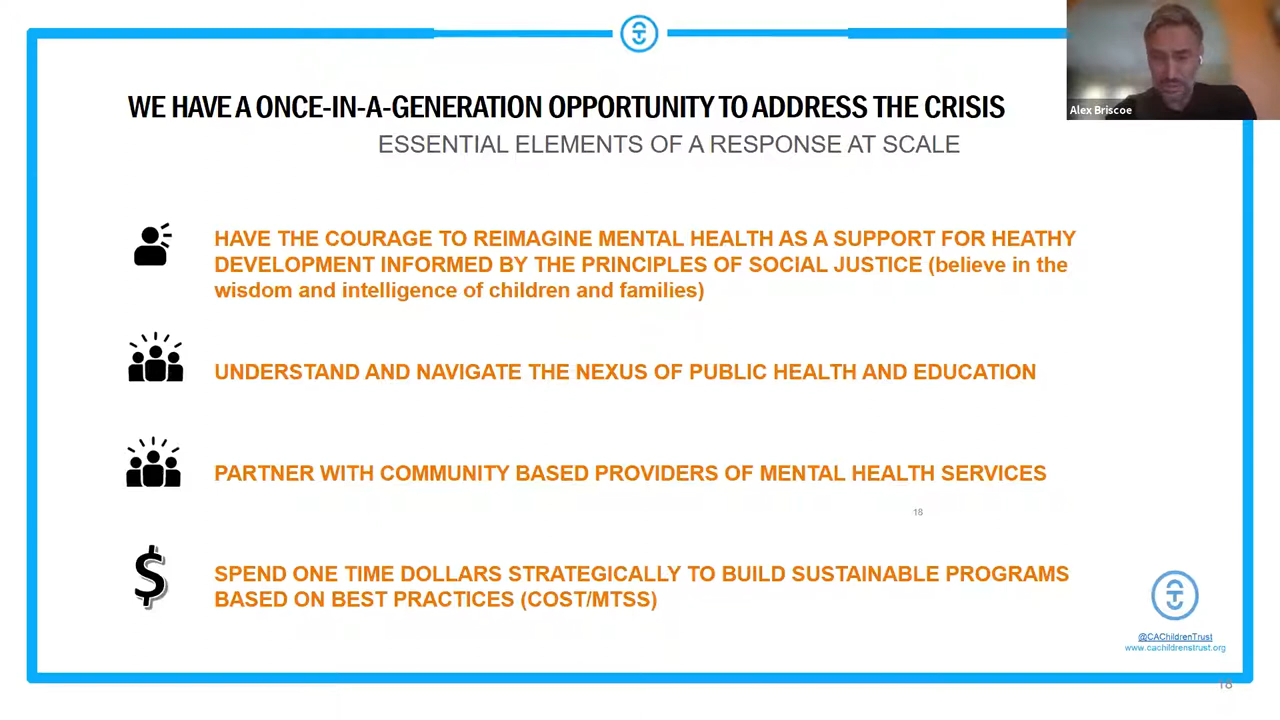 Alex Briscoe
WE HAVE A ONCE-IN-A-GENERATION OPPORTUNITY TO ADDRESS THE CRISIS
ESSENTIAL ELEMENTS OF A RESPONSE AT SCALE
HAVE THE COURAGE TO REIMAGINE MENTAL HEALTH AS A SUPPORT FOR HEATHY
DEVELOPMENT INFORMED BY THE PRINCIPLES OF SOCIAL JUSTICE (believe in the
wisdom and intelligence of children and families)
UNDERSTAND AND NAVIGATE THE NEXUS OF PUBLIC HEALTH AND EDUCATION
PARTNER WITH COMMUNITY BASED PROVIDERS OF MENTAL HEALTH SERVICES
18
$
SPEND ONE TIME DOLLARS STRATEGICALLY TO BUILD SUSTAINABLE PROGRAMS
BASED ON BEST PRACTICES (COST/MTSS)
@CAChildrenTrust
www.cachildrenstrust.org
18